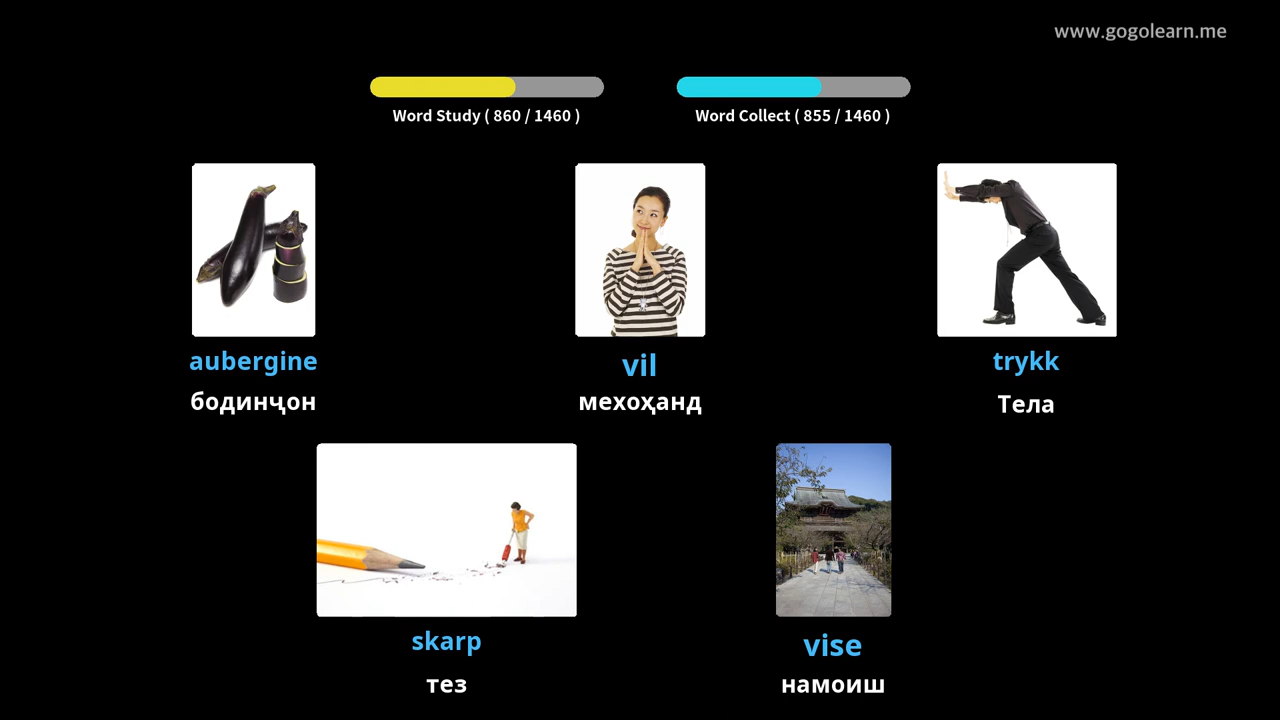 www.gogolearn.me
Word Study ( 860 / 1460 )
Word Collect ( 855 / 1460 )
aubergine
бодинҷон
vil
мехоҳанд
trykk
Тела
skarp
тез
vise
намоиш